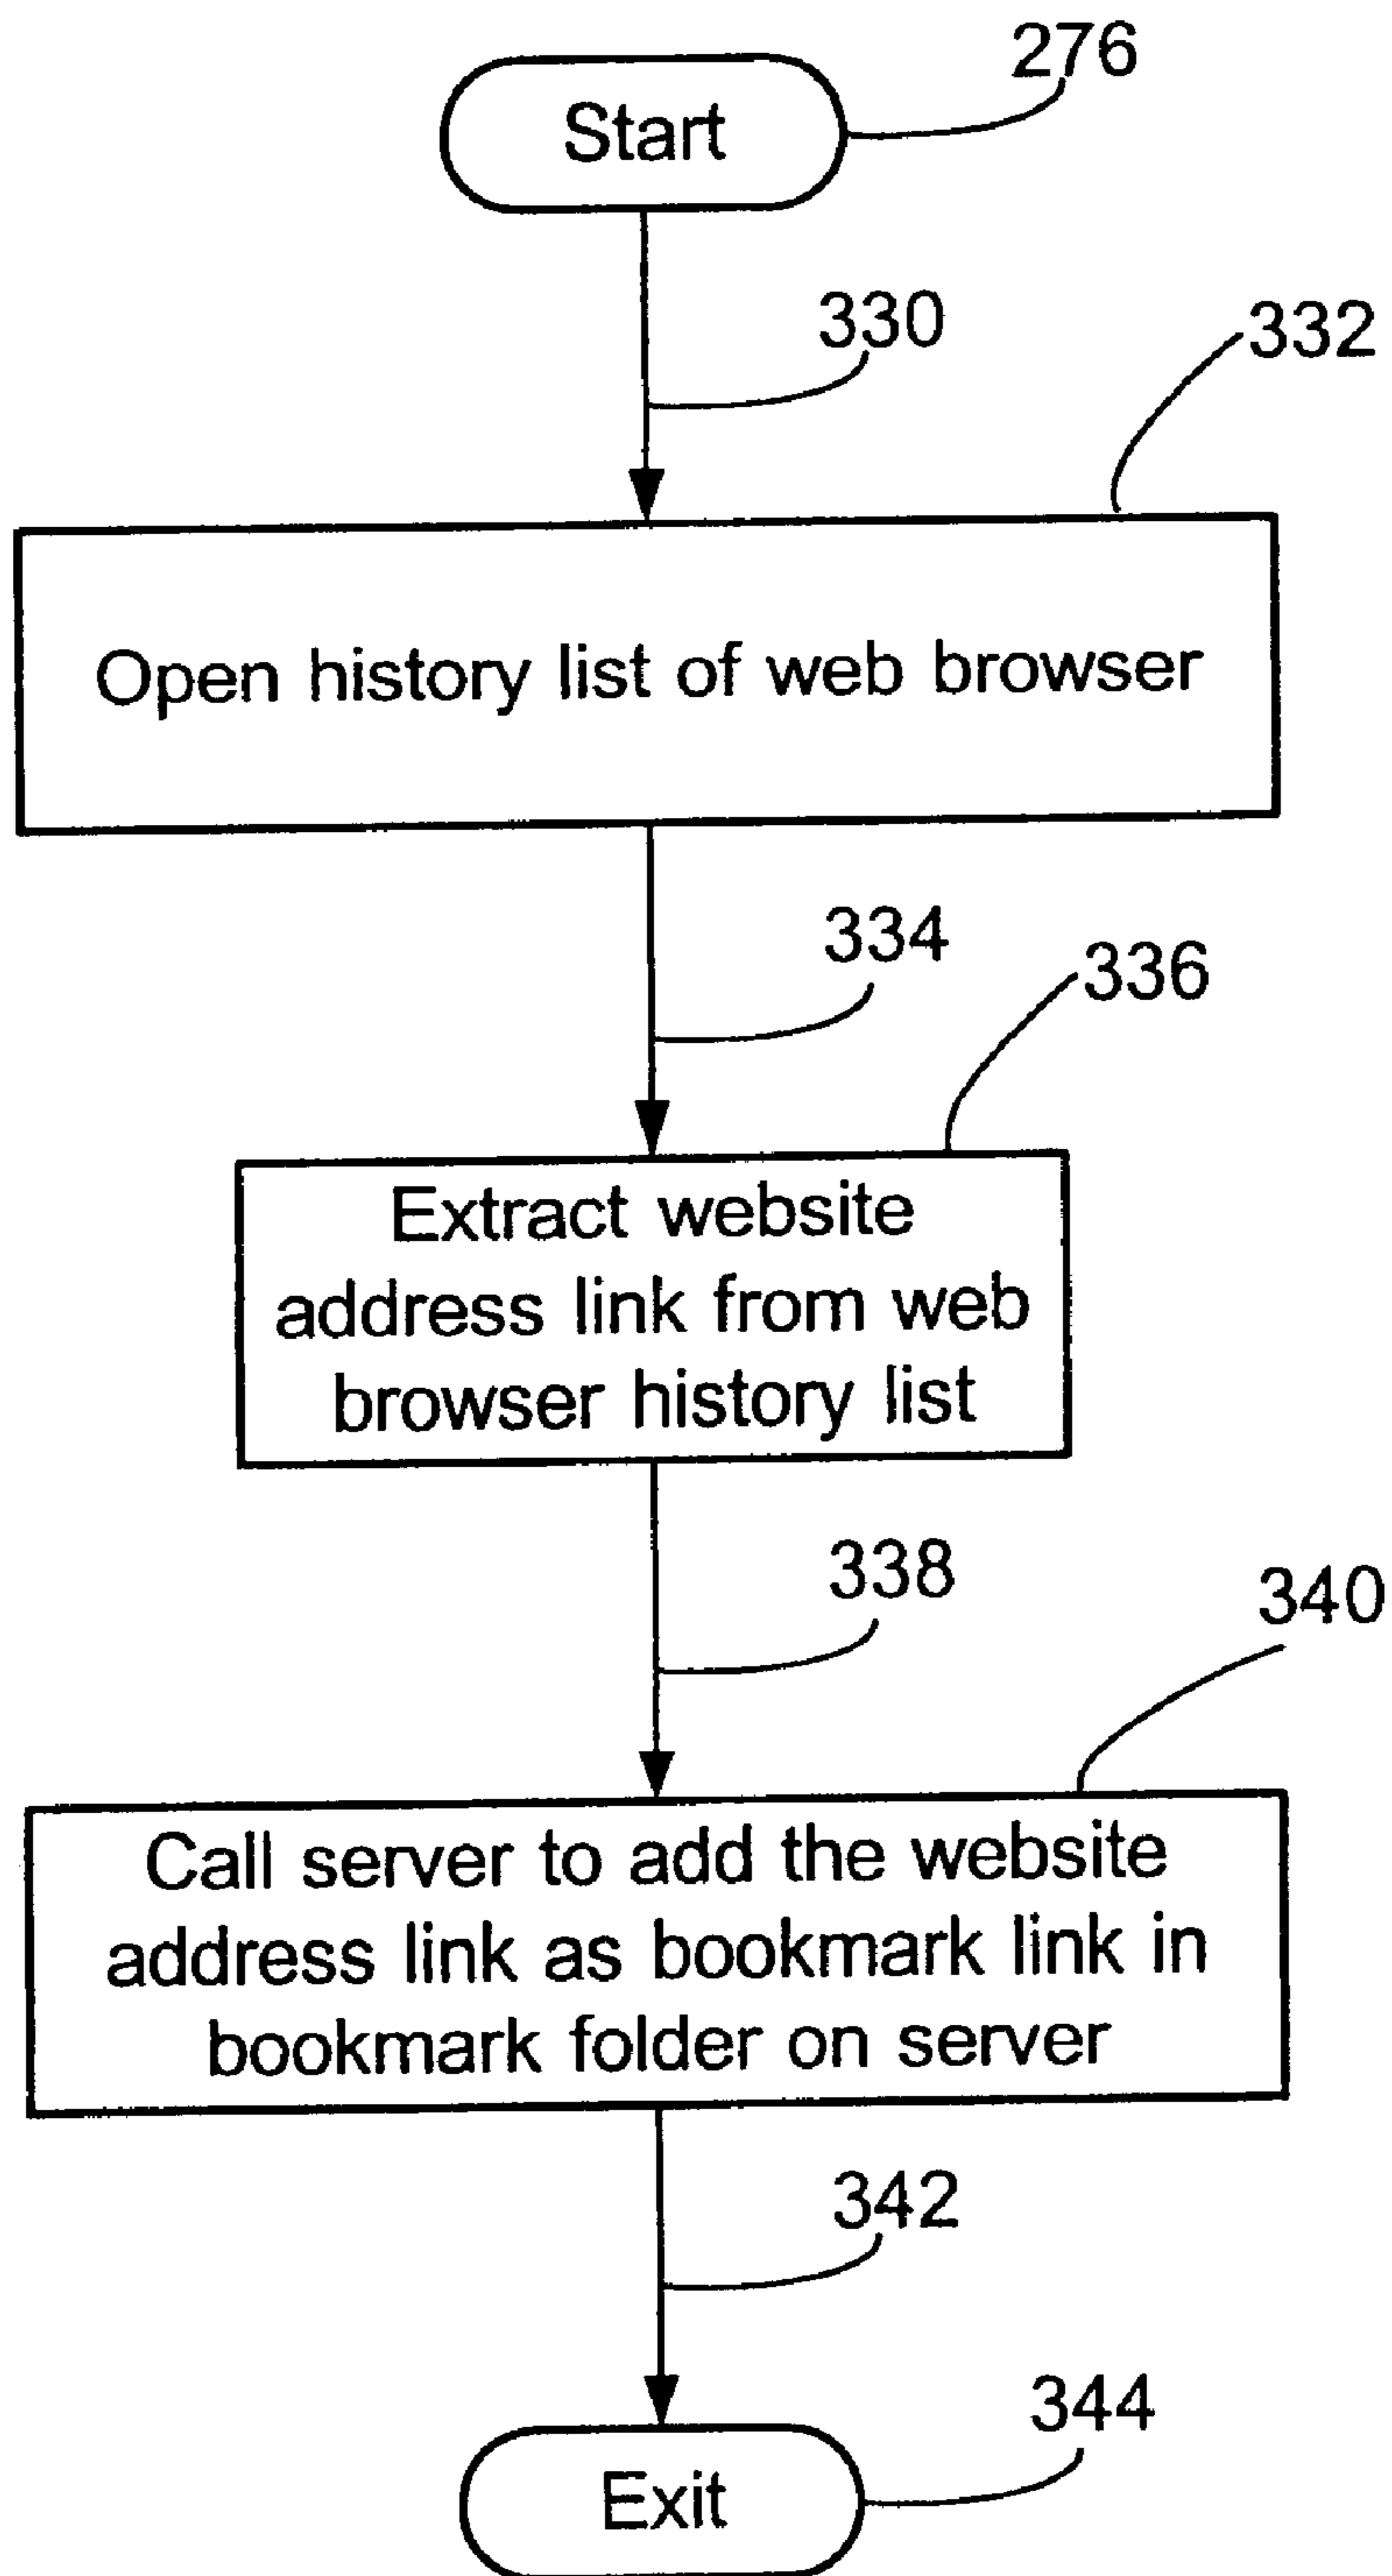 276
Start
330
332
Open history list of web browser
334
336
Extract website
address link from web
browser history list
338
340
Call server to add the website
address link as bookmark link in
bookmark folder on server
342
344
Exit